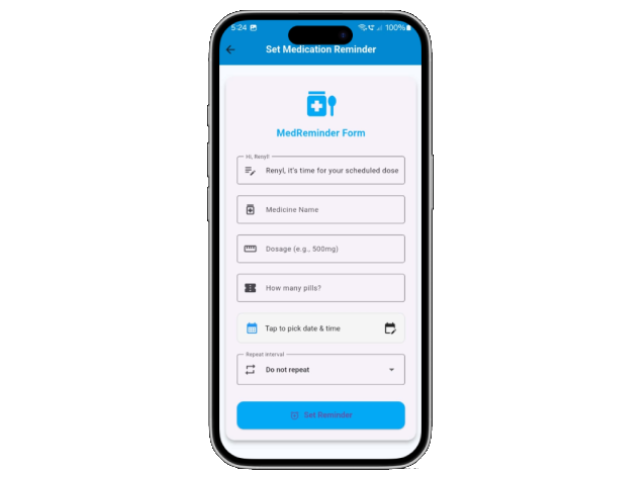 5:24
100%
Set Medication Reminder
MedReminder Form
Hi, Renyl!
Renyl, it's time for your scheduled dose
Medicine Name
Dosage (e.g., 500mg)
How many pills?
Tap to pick date & time
Repeat Interval
Do not repeat
Set Reminder